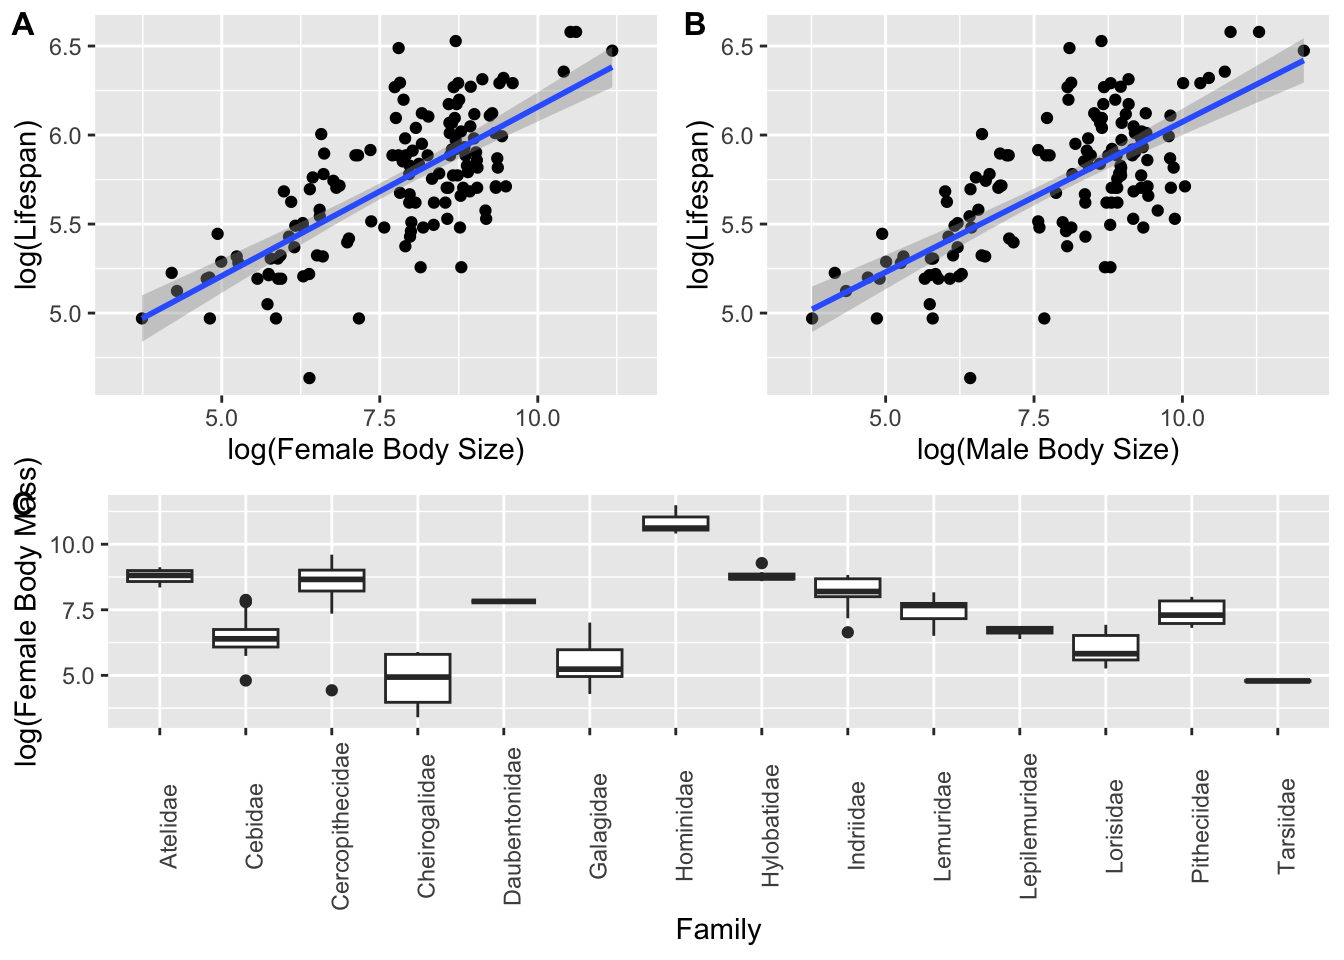 A
log(Lifespan)
6.5
6.0
5.5
5.0
5.0 7.5 10.0
log(Female Body Size)
B
log(Lifespan)
6.5
6.0
5.5
5.0
5.0 7.5 10.0
log(Male Body Size)
C
log(Female Body Mass)
10.0
7.5
5.0
Atelidae
Cebidae
Cercopithecidae
Cheirogalidae
Daubentonidae
Galagidae
Hominidae
Hylobatidae
Indriidae
Lemuridae
Lepilemuridae
Lorisidae
Pitheciidae
Tarsiidae
Family